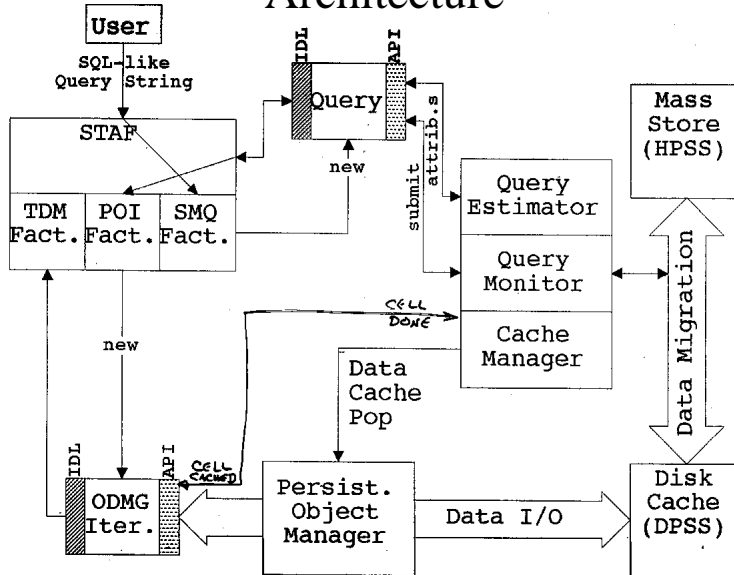 Architecture
User
SQL-like
Query String
STAF
TDM
Fact.
POI
Fact.
SMQ
Fact.
IDL
Query
API
new
attrib.s
submit
Query
Estimator
Query
Monitor
Cache
Manager
Mass
Store
(HPSS)
Data Migration
CELL
DONE
new
Data
Cache
Pop
IDL
ODMG
Iter.
API
CELL
CACHED
Persist.
Object
Manager
Data I/O
Disk
Cache
(DPSS)